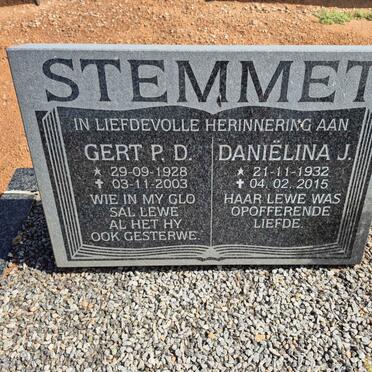 STEMMET
IN LIEFDEVOLLE HERINNERING AAN
GERT P. D.
* 29-09-1928
✝ 03-11-2003
WIE IN MY GLO
SAL LEWE
AL HET HY
OOK GESTERWE
DANIËLINA J.
* 21-11-1932
✝ 04. 02. 2015
HAAR LEWE WAS
OPOFFERENDE
LIEFDE.